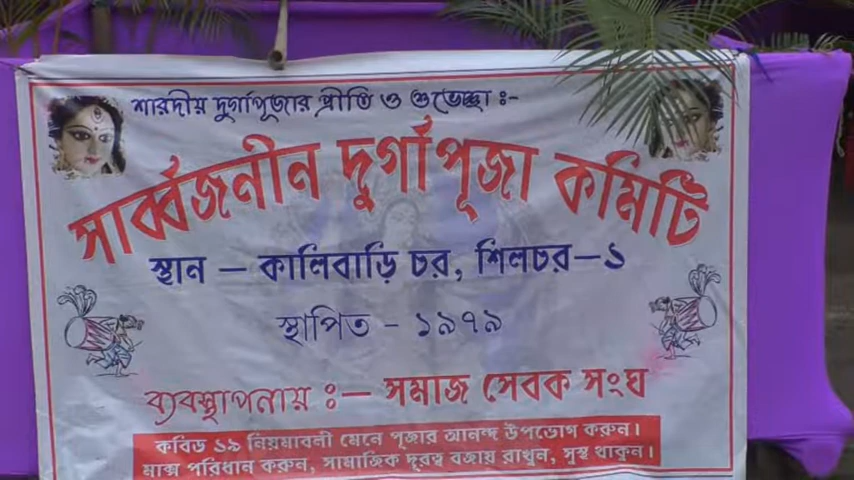 শারদীয় দুর্গাপূজার প্রীতি ও শুভেচ্ছা :-
সার্ব্বজনীন দুর্গাপূজা কমিটি
স্থান – কালিবাড়ি চর, শিলচর–১
স্থাপিত - ১৯৭৯
ব্যবস্থাপনায় ঃ– সমাজ সেবক সংঘ
কবিড ১৯ নিয়মাবলী মেনে পূজার আনন্দ উপভোগ করুন।
মাস্ক পরিধান করুন, সামাজিক দূরত্ব বজায় রাখুন, সুস্থ থাকুন।